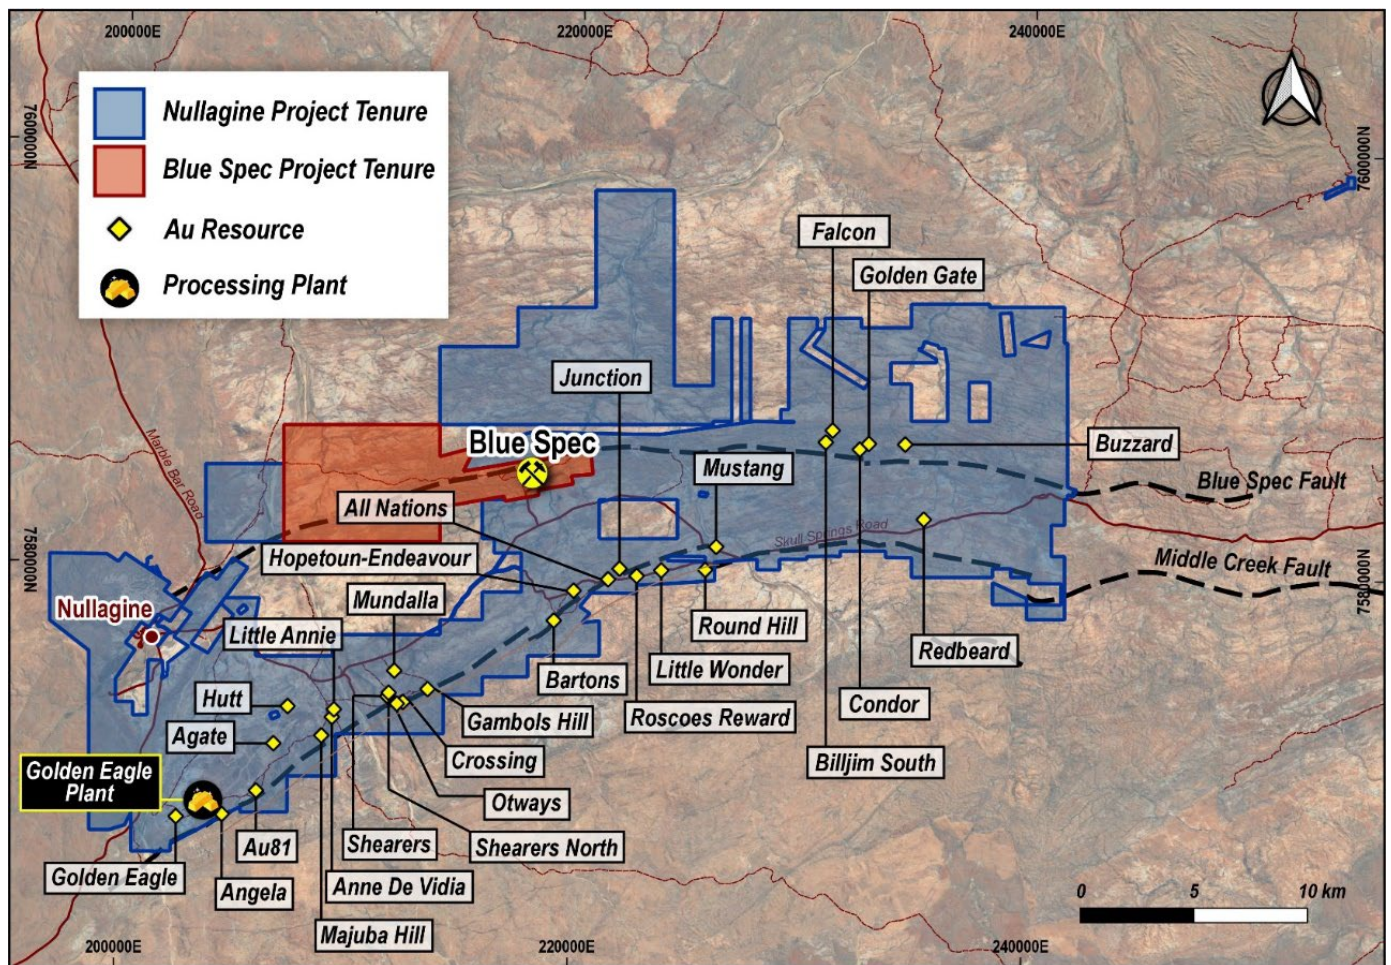 200000E
220000E
240000E
7600000N
7600000N
Nullagine Project Tenure
Blue Spec Project Tenure
Au Resource
Processing Plant
Falcon
Golden Gate
Junction
Marble Bar Road
Blue Spec
Mustang
Buzzard
Blue Spec Fault
All Nations
Skull Springs Road
7580000N
Hopetoun-Endeavour
Middle Creek Fault
7580000N
Mundalla
Nullagine
Little Annie
Round Hill
Redbeard
Bartons
Little Wonder
Hutt
Gambols Hill
Roscoes Reward
Condor
Agate
Crossing
Billjim South
Golden Eagle
Plant
Otways
Au81
Shearers
Shearers North
Golden Eagle
Angela
Anne De Vidia
Majuba Hill
0
5
10 km
200000E
220000E
240000E